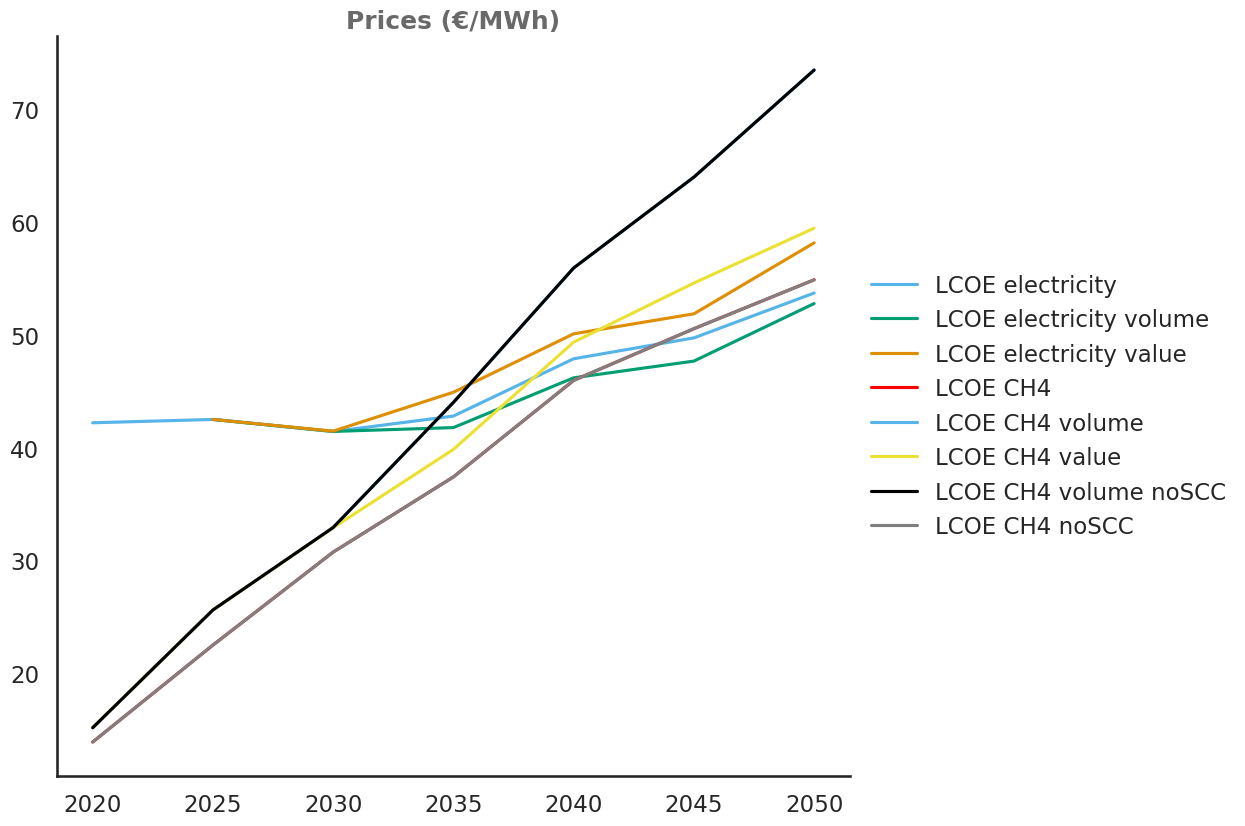 Prices (€/MWh)
70
60
50
40
30
20
2020 2025 2030 2035 2040 2045 2050
LCOE electricity
LCOE electricity volume
LCOE electricity value
LCOE CH4
LCOE CH4 volume
LCOE CH4 value
LCOE CH4 volume noSCC
LCOE CH4 noSCC